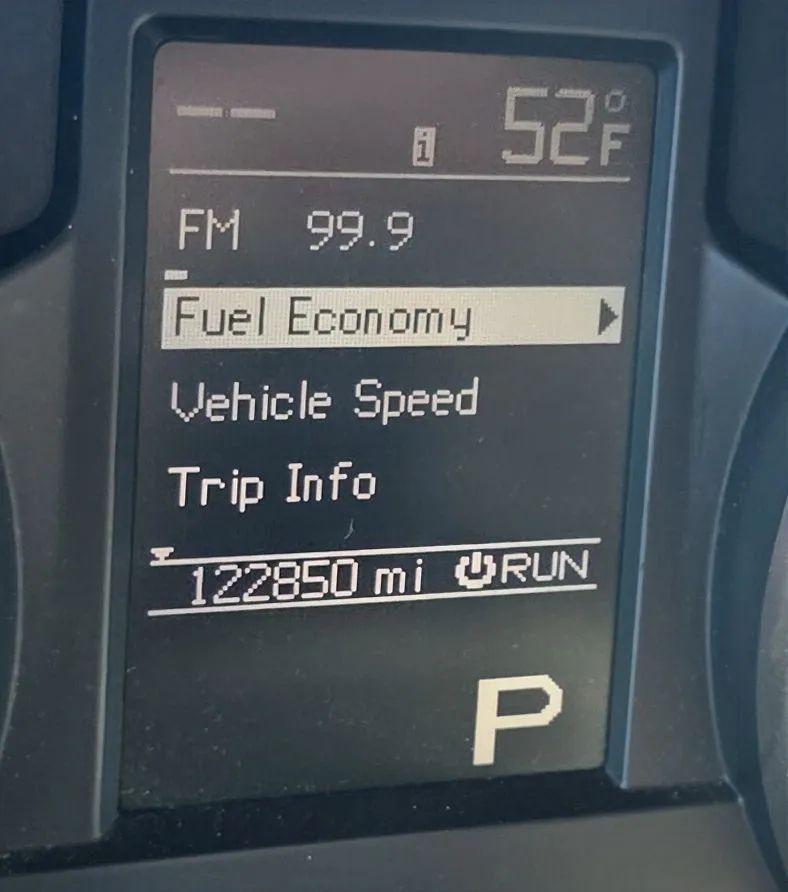 -- 
i 52°F
FM 99.9
Fuel Economy
Vehicle Speed
Trip Info
122850 mi RUN
P